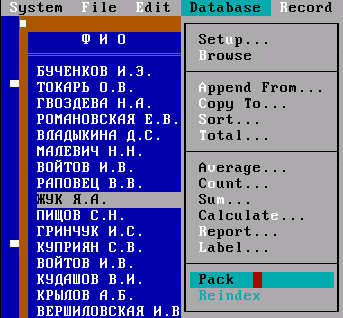 System File Edit Database Record
Ф И О
БУЧЕНКОВ И.Э.
ТОКАРЬ О.В.
ГВОЗДЕВА Н.А.
РОМАНОВСКАЯ Е.В.
ВЛАДЫКИНА Д.С.
МАЛЕВИЧ Н.Н.
ВОЙТОВ И.В.
РАПОВЕЦ В.В.
ЖУК Я.А.
ПИЩОВ С.Н.
ГРИНЧУК И.С.
КУПРИЯН С.В.
ВОЙТОВ И.В.
КУДАШОВ В.И.
КРЫЛОВ А.Б.
ВЕРШИЛОВСКАЯ И.В
Setup...
Browse
Append From...
Copy To...
Sort...
Total...
Average...
Count...
Sum...
Calculate...
Report...
Label...
Pack
Reindex